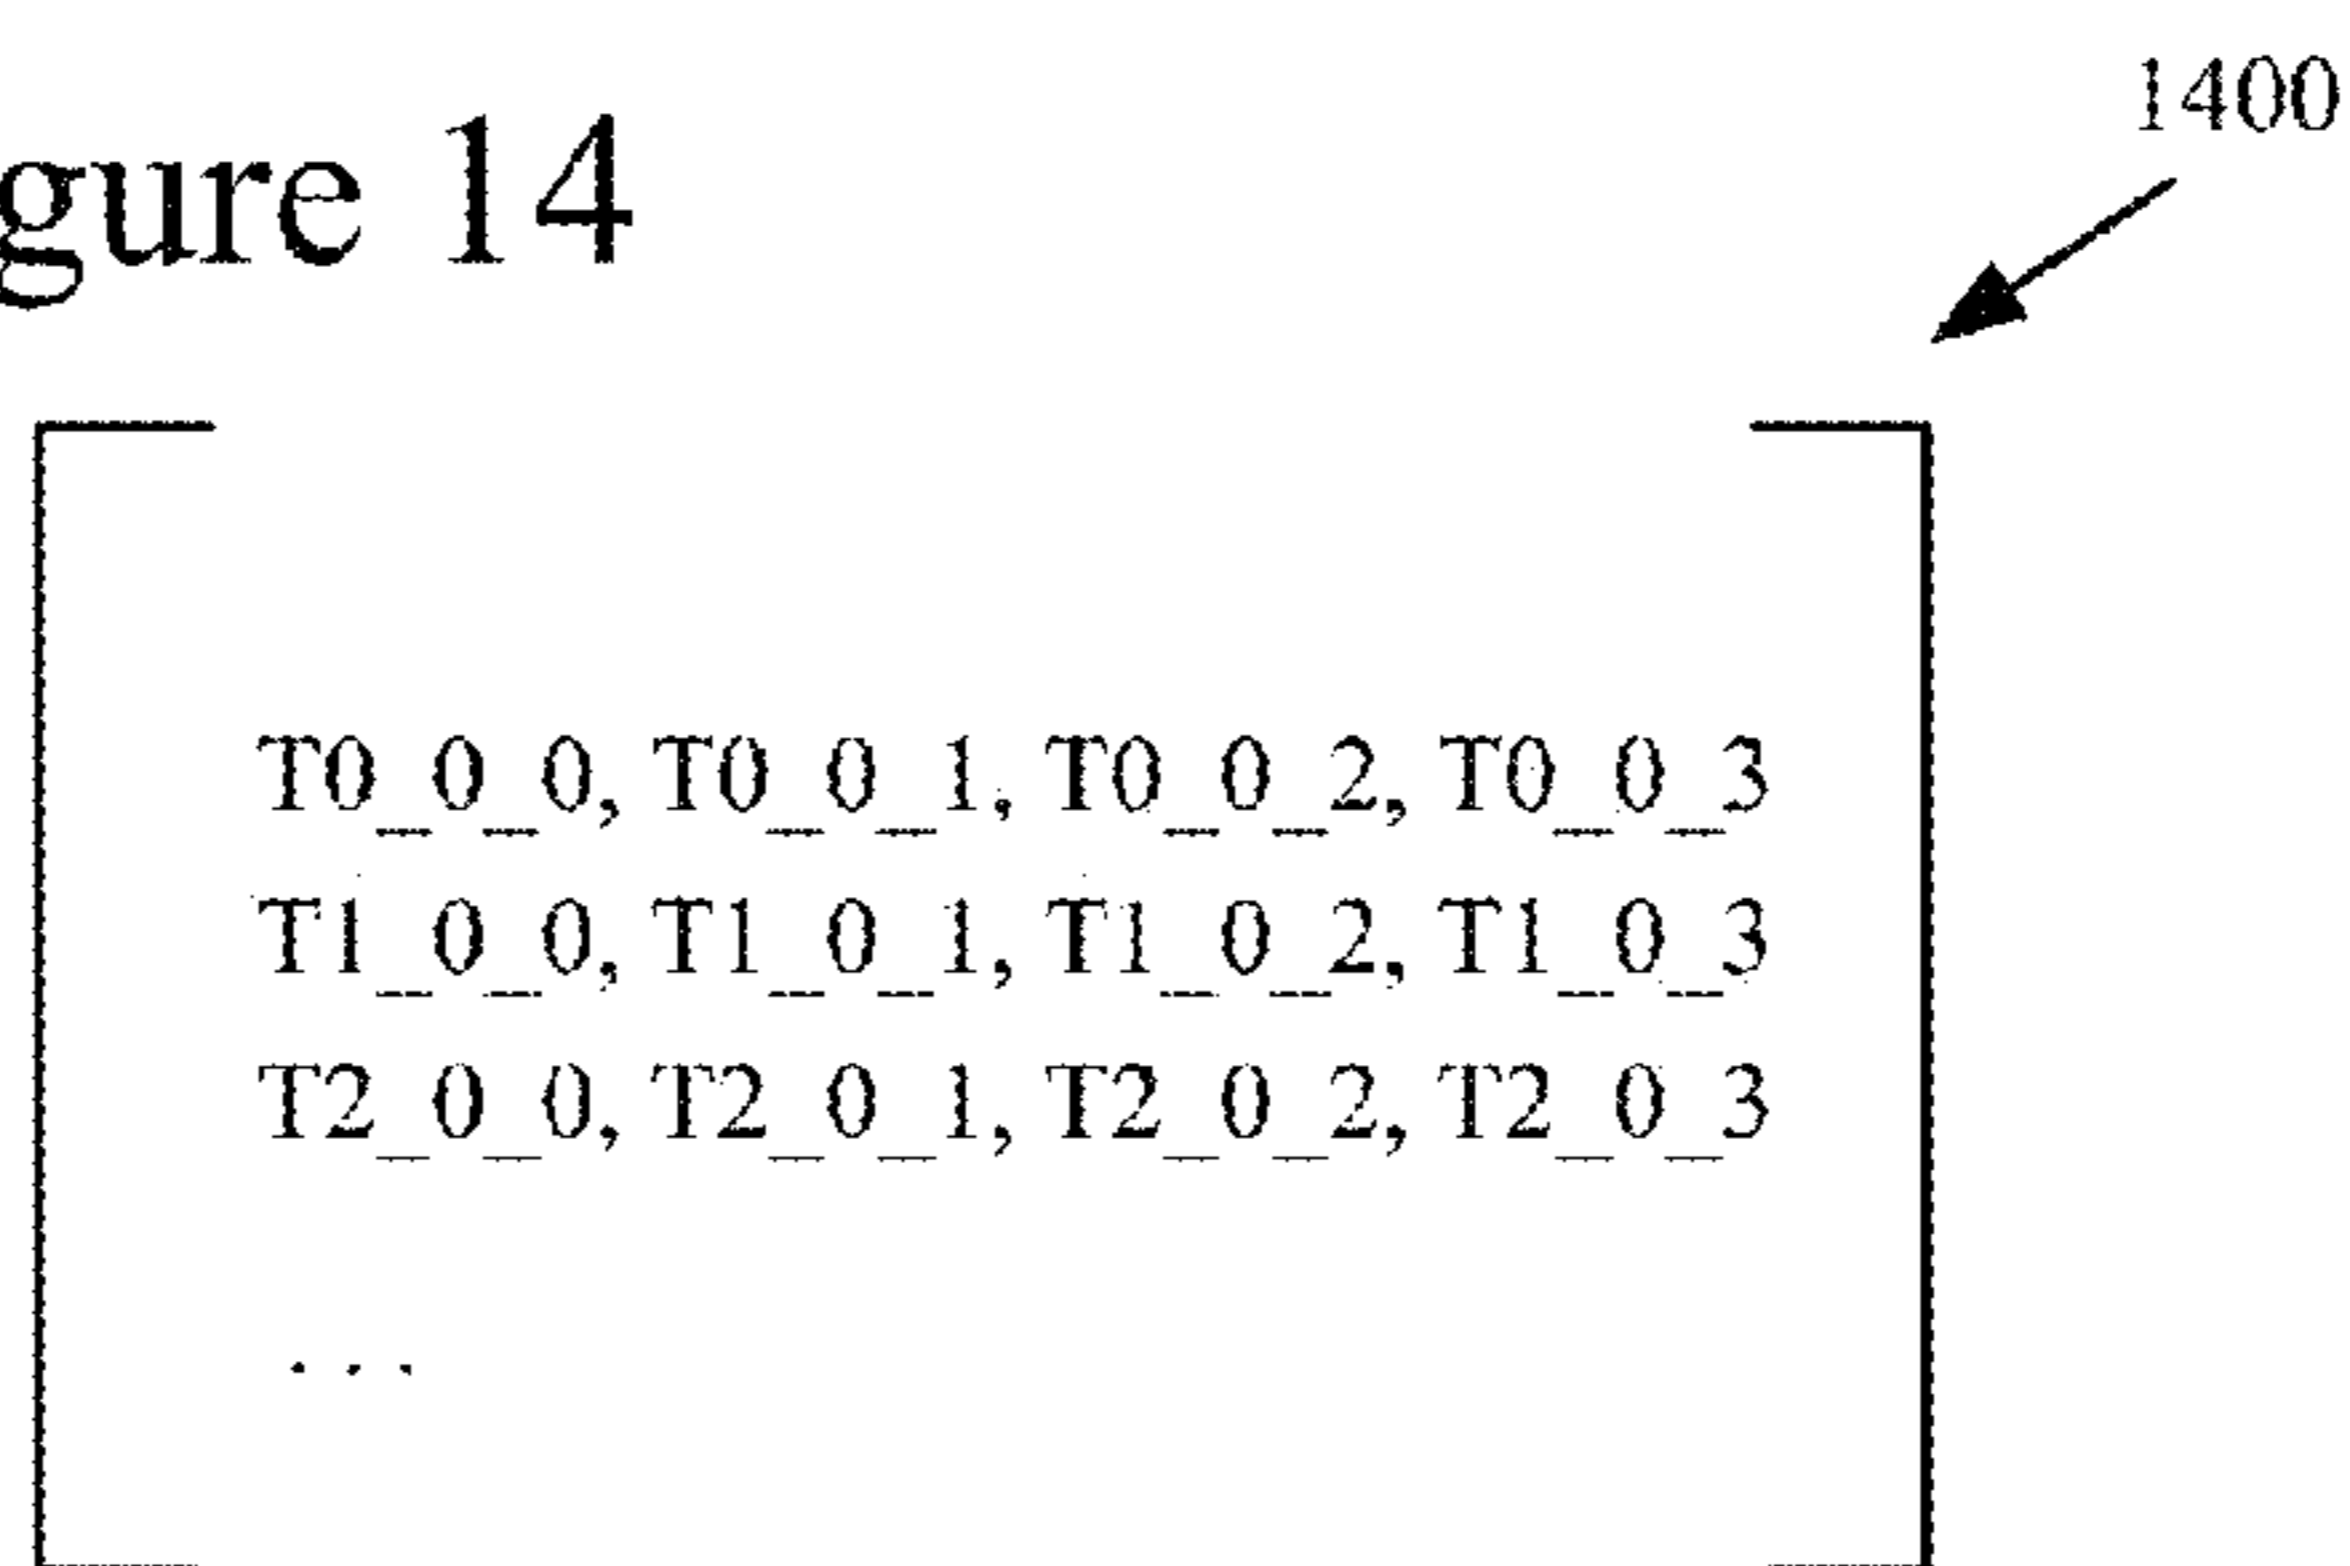 1400
gure 14
T0_0_0, T0_0_1, T0_0_2, T0_0_3
T1_0_0, T1_0_1, T1_0_2, T1_0_3
T2_0_0, T2_0_1, T2_0_2, T2_0_3
...